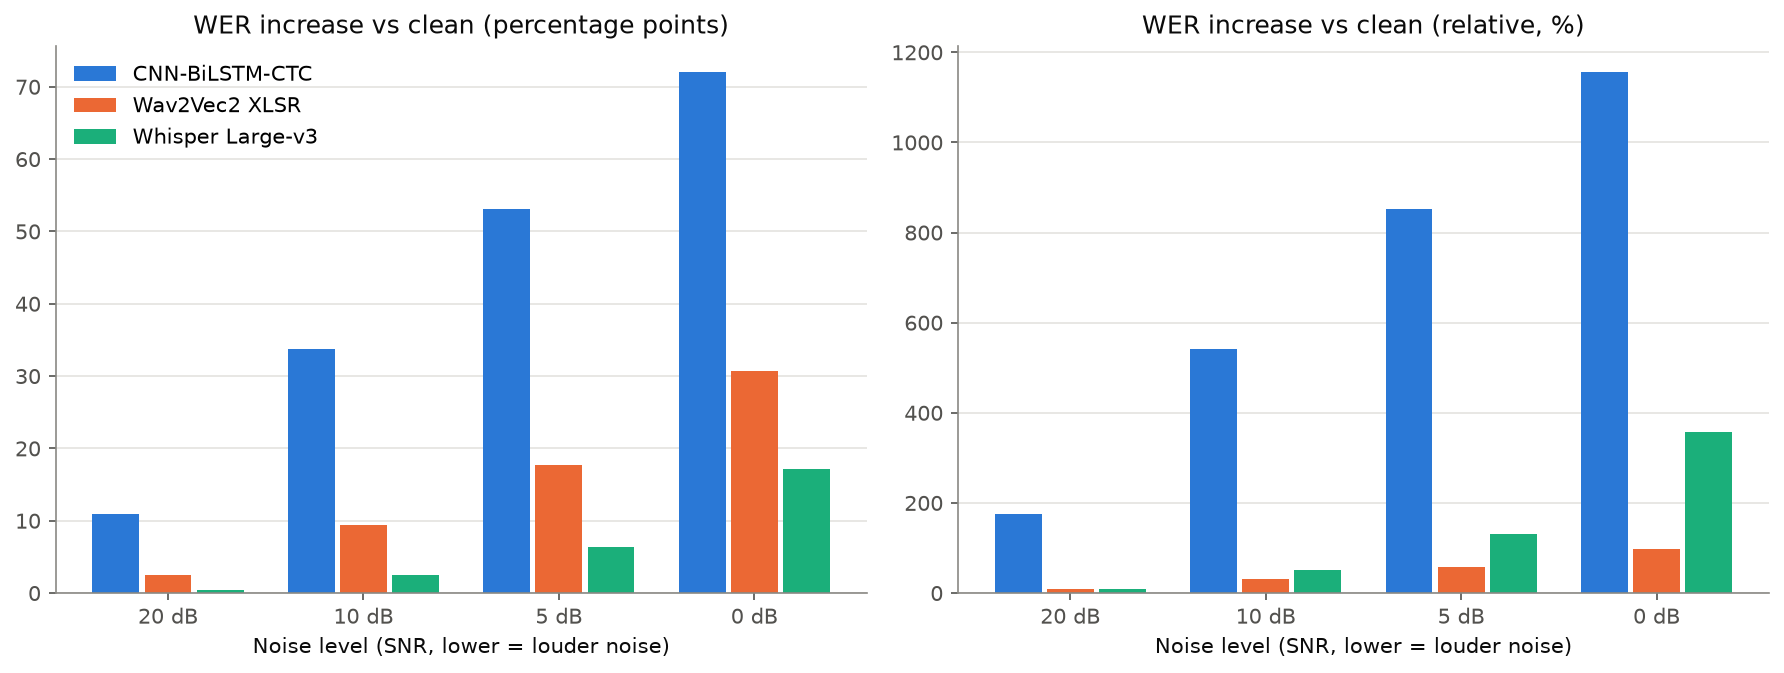 WER increase vs clean (percentage points)
70
60
50
40
30
20
10
0
CNN-BiLSTM-CTC
Wav2Vec2 XLSR
Whisper Large-v3
20 dB
10 dB
5 dB
0 dB
Noise level (SNR, lower = louder noise)
WER increase vs clean (relative, %)
1200
1000
800
600
400
200
0
20 dB
10 dB
5 dB
0 dB
Noise level (SNR, lower = louder noise)